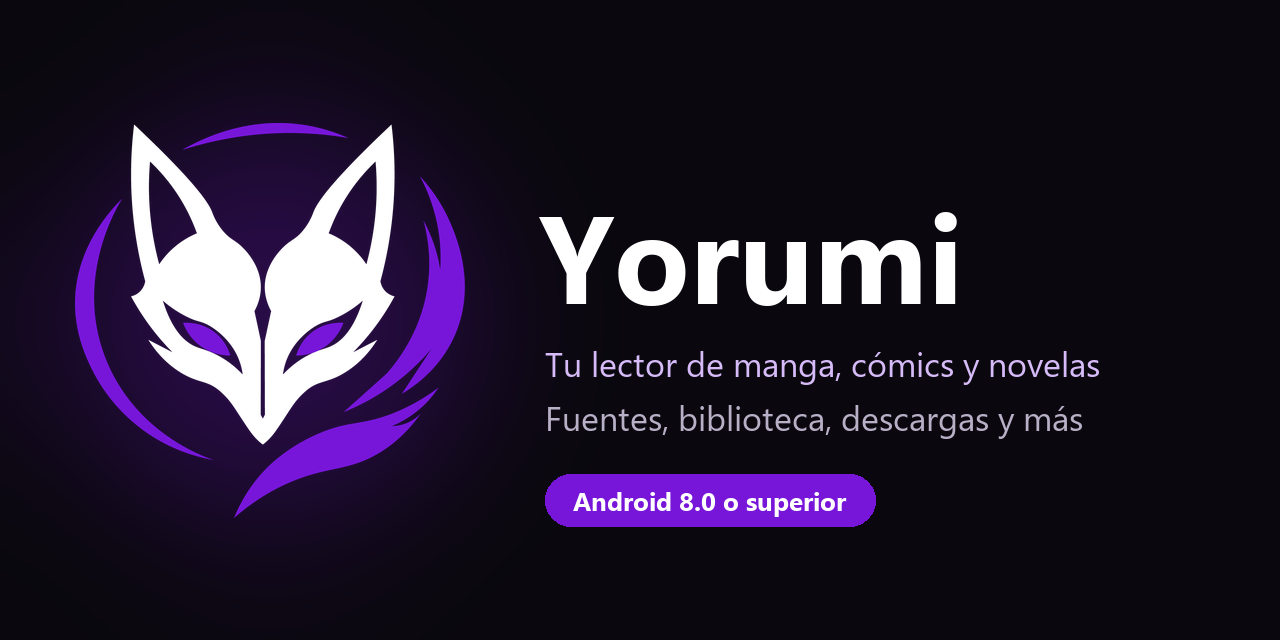 Yorumi
Tu lector de manga, cómics y novelas
Fuentes, biblioteca, descargas y más
Android 8.0 o superior